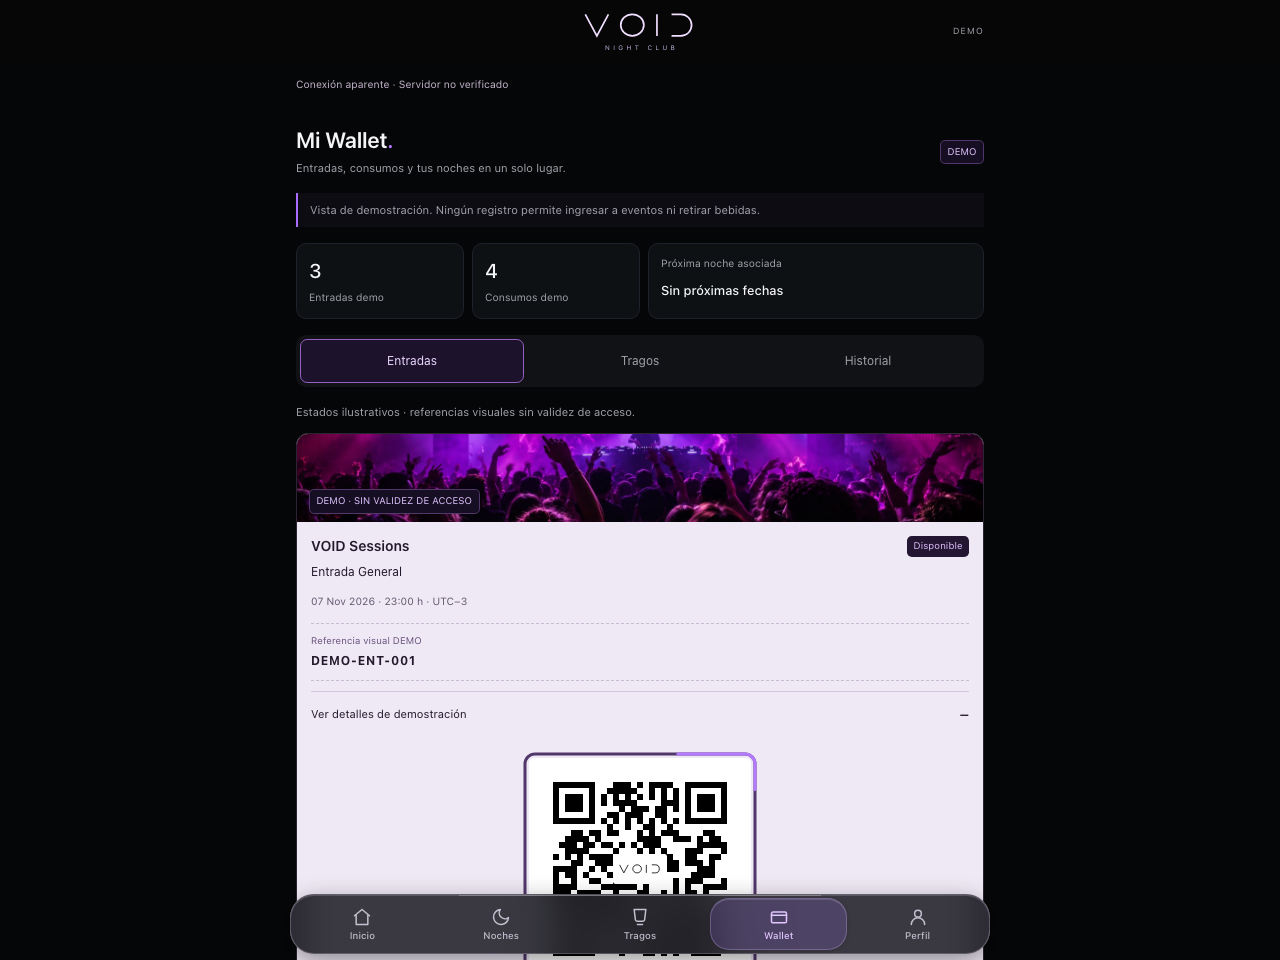 VOID
NIGHT CLUB
DEMO
Conexión aparente · Servidor no verificado
Mi Wallet.
DEMO
Entradas, consumos y tus noches en un solo lugar.
Vista de demostración. Ningún registro permite ingresar a eventos ni retirar bebidas.
3
Entradas demo
4
Consumos demo
Próxima noche asociada
Sin próximas fechas
Entradas
Tragos
Historial
Estados ilustrativos · referencias visuales sin validez de acceso.
DEMO · SIN VALIDEZ DE ACCESO
VOID Sessions
Disponible
Entrada General
07 Nov 2026 · 23:00 h · UTC−3
Referencia visual DEMO
DEMO-ENT-001
Ver detalles de demostración
VOID
Inicio
Noches
Tragos
Wallet
Perfil